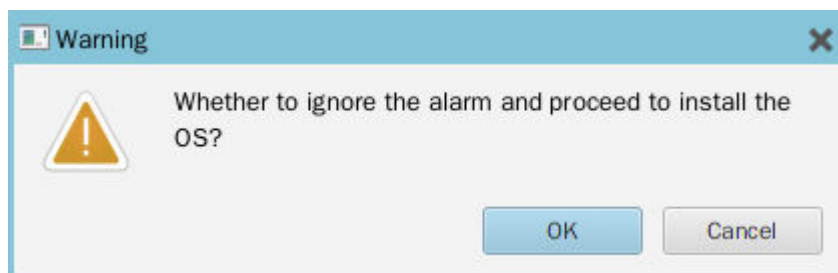 Warning
Whether to ignore the alarm and proceed to install the
OS?
OK
Cancel